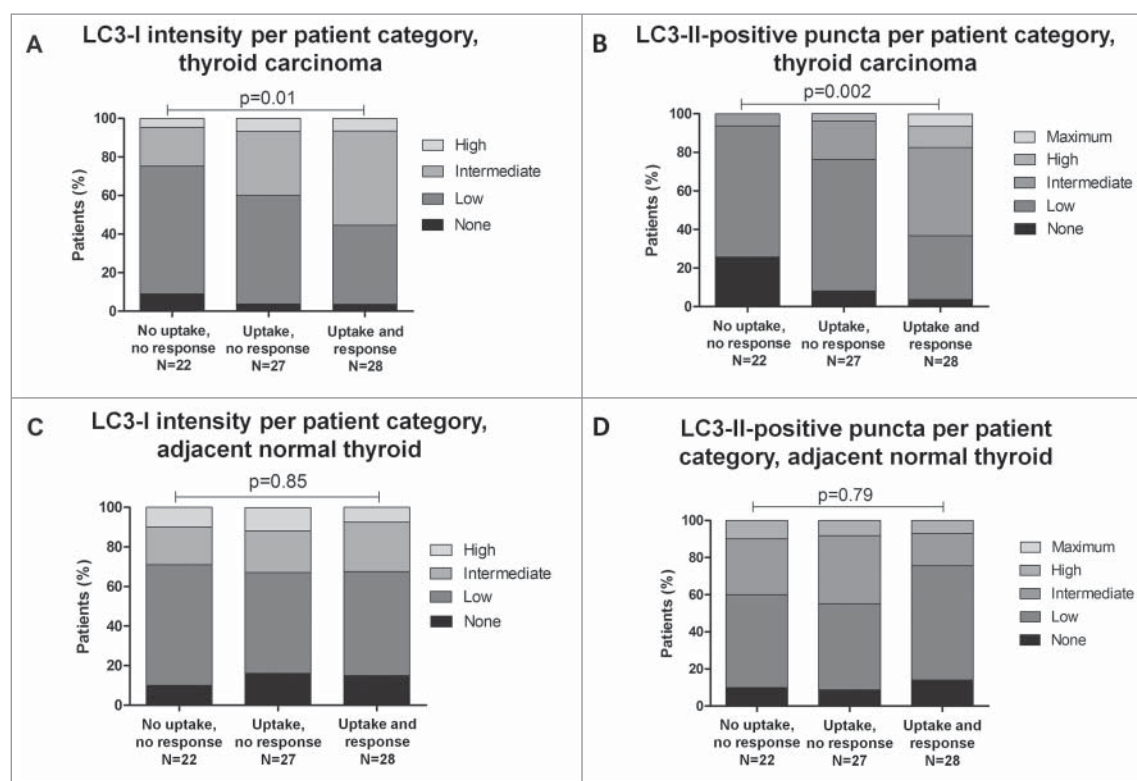 A
LC3-I intensity per patient category,
thyroid carcinoma
p=0.01
100
80
60
40
20
0
Patients (%)
High
Intermediate
Low
None
No uptake,
no response
N=22
Uptake,
no response
N=27
Uptake and
response
N=28
B
LC3-II-positive puncta per patient category,
thyroid carcinoma
p=0.002
100
80
60
40
20
0
Patients (%)
Maximum
High
Intermediate
Low
None
No uptake,
no response
N=22
Uptake,
no response
N=27
Uptake and
response
N=28
C
LC3-I intensity per patient category,
adjacent normal thyroid
p=0.85
100
80
60
40
20
0
Patients (%)
High
Intermediate
Low
None
No uptake,
no response
N=22
Uptake,
no response
N=27
Uptake and
response
N=28
D
LC3-II-positive puncta per patient
category, adjacent normal thyroid
p=0.79
100
80
60
40
20
0
Patients (%)
Maximum
High
Intermediate
Low
None
No uptake,
no response
N=22
Uptake,
no response
N=27
Uptake and
response
N=28